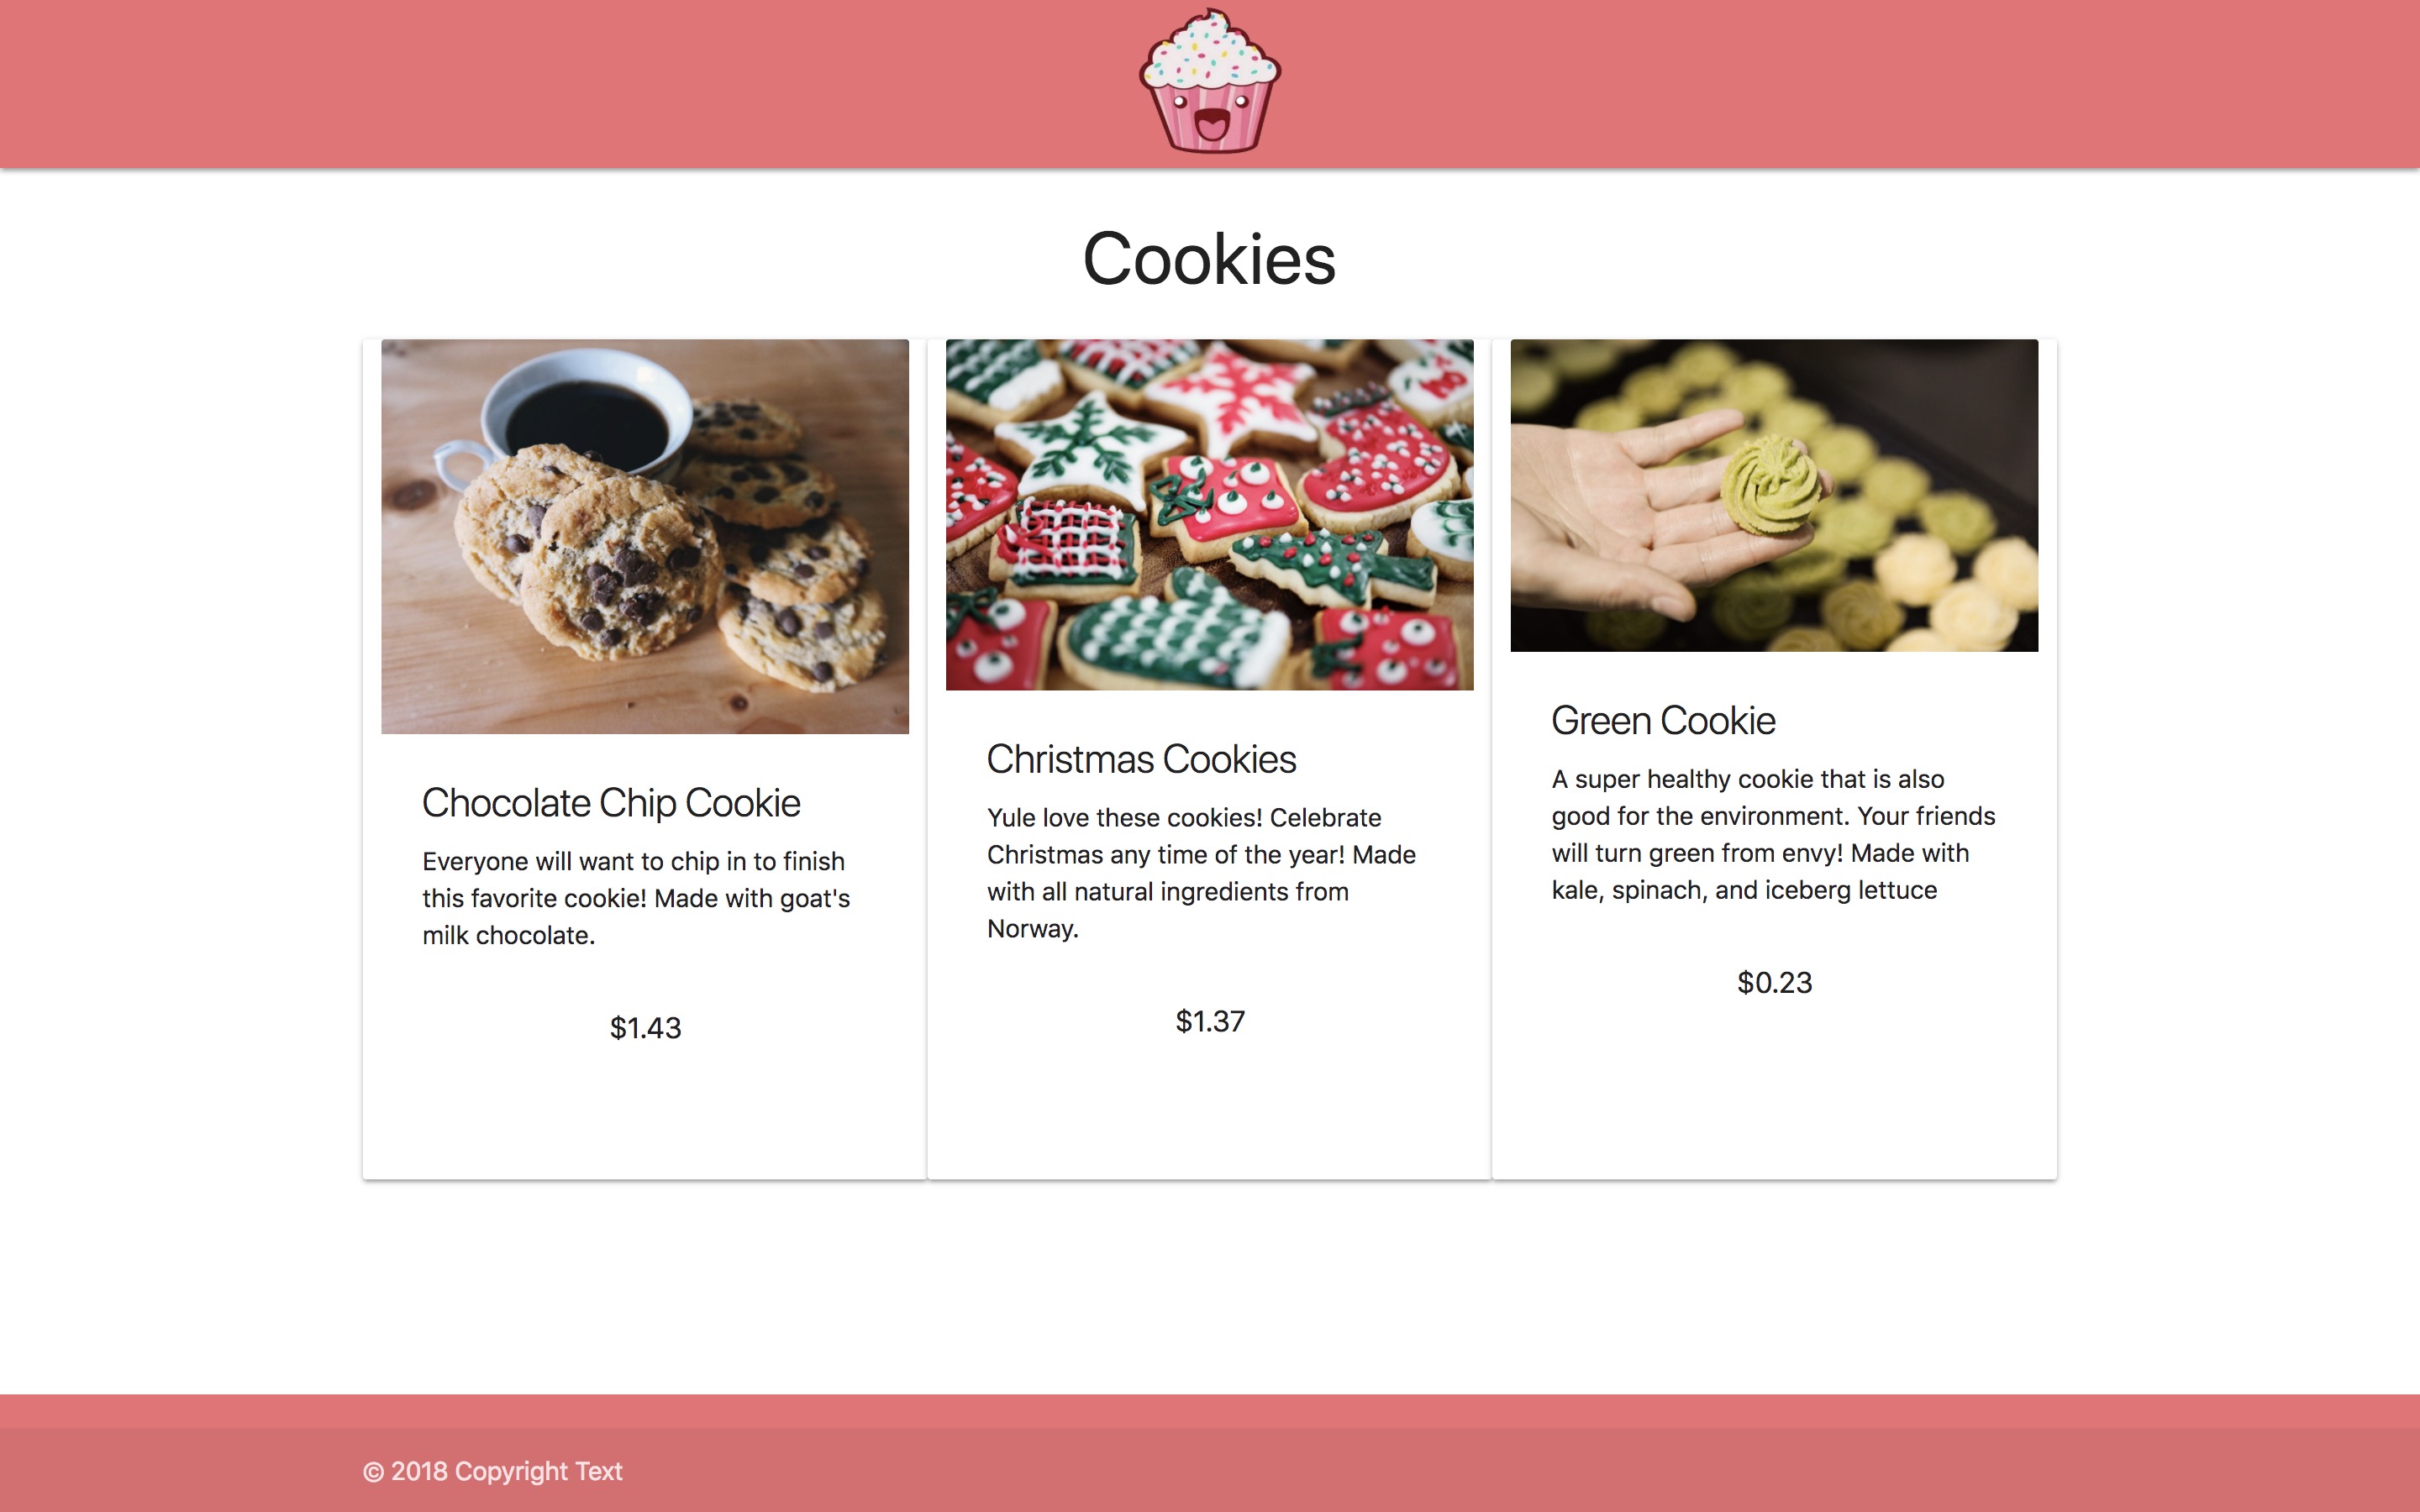 Cookies
Chocolate Chip Cookie
Everyone will want to chip in to finish
this favorite cookie! Made with goat's
milk chocolate.
$1.43
Christmas Cookies
Yule love these cookies! Celebrate
Christmas any time of the year! Made
with all natural ingredients from
Norway.
$1.37
Green Cookie
A super healthy cookie that is also
good for the environment. Your friends
will turn green from envy! Made with
kale, spinach, and iceberg lettuce
$0.23
© 2018 Copyright Text